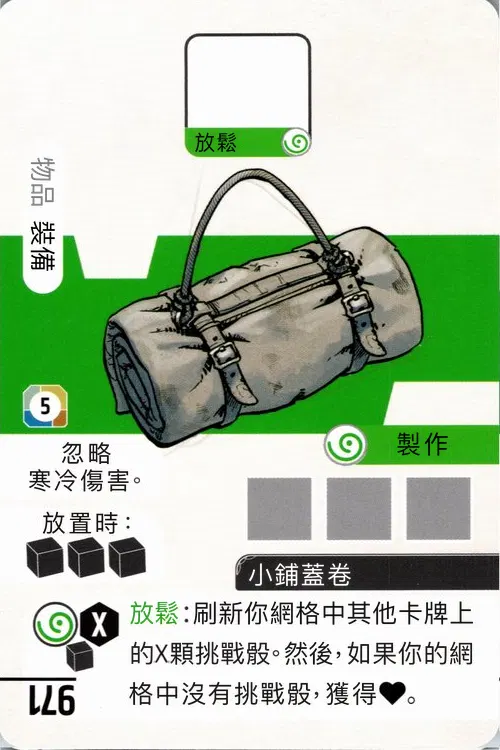 放鬆
物品 裝備
5
忽略
寒冷傷害。
放置時：
製作
小鋪蓋卷
X
放鬆：刷新你網格中其他卡牌上
的X顆挑戰骰。然後，如果你的網
格中沒有挑戰骰，獲得♥。
971